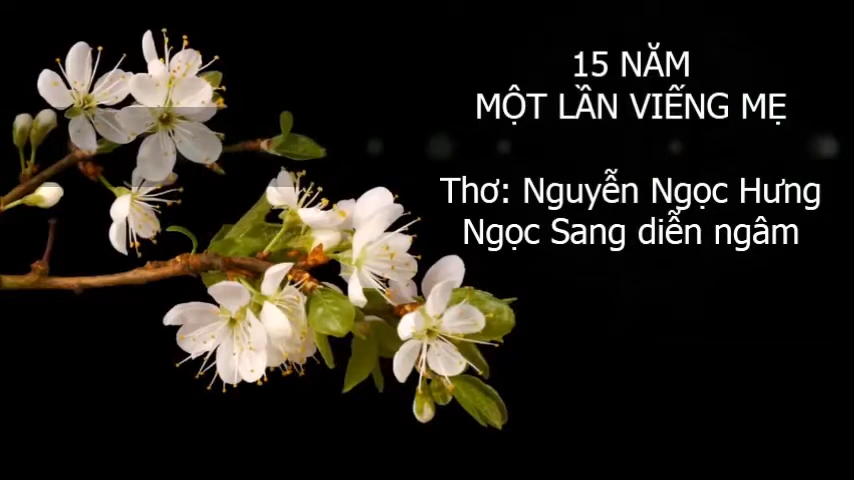 15 NĂM
MỘT LẦN VIẾNG MẸ
Thơ: Nguyễn Ngọc Hưng
Ngọc Sang diễn ngâm